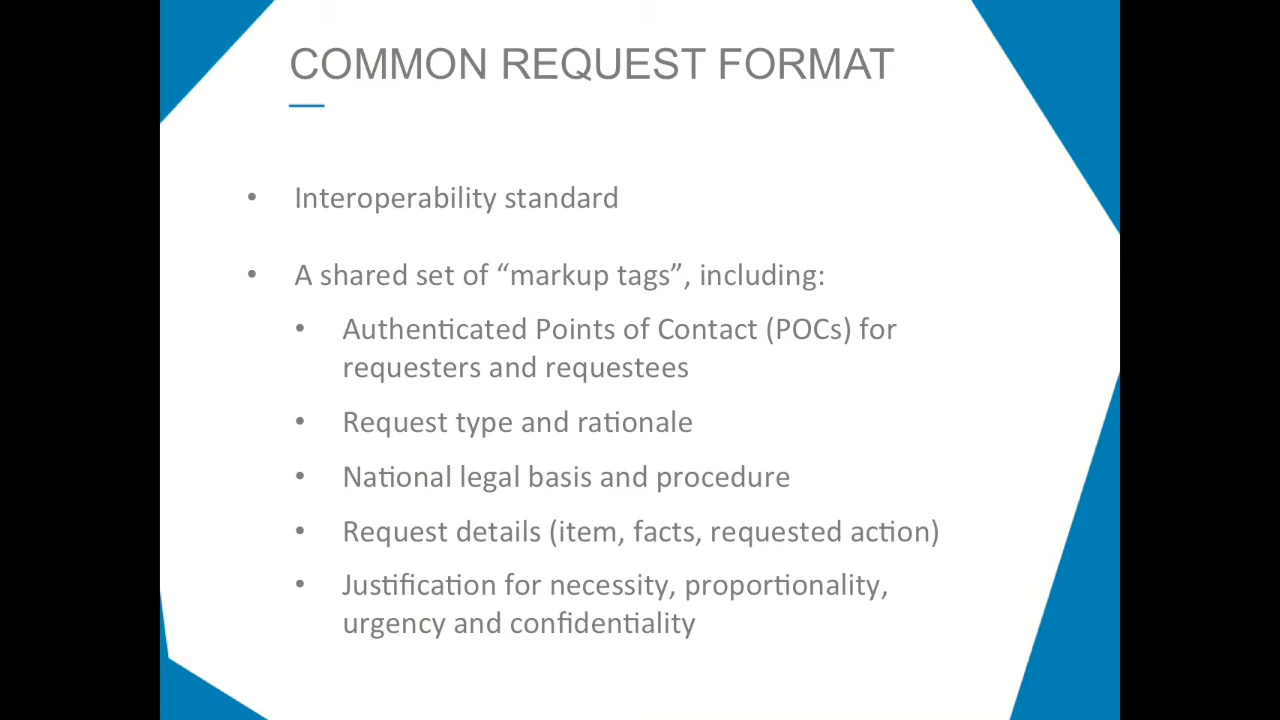 COMMON REQUEST FORMAT
• Interoperability standard
• A shared set of “markup tags”, including:
• Authenticated Points of Contact (POCs) for
requesters and requestees
• Request type and rationale
• National legal basis and procedure
• Request details (item, facts, requested action)
• Justification for necessity, proportionality,
urgency and confidentiality